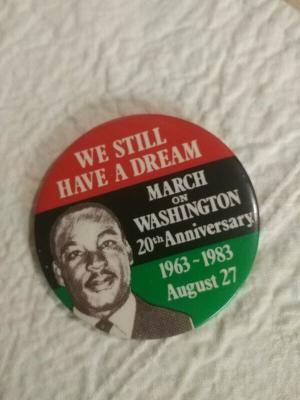 WE STILL
HAVE A DREAM
MARCH
ON
WASHINGTON
20th Anniversary
1963-1983
August 27